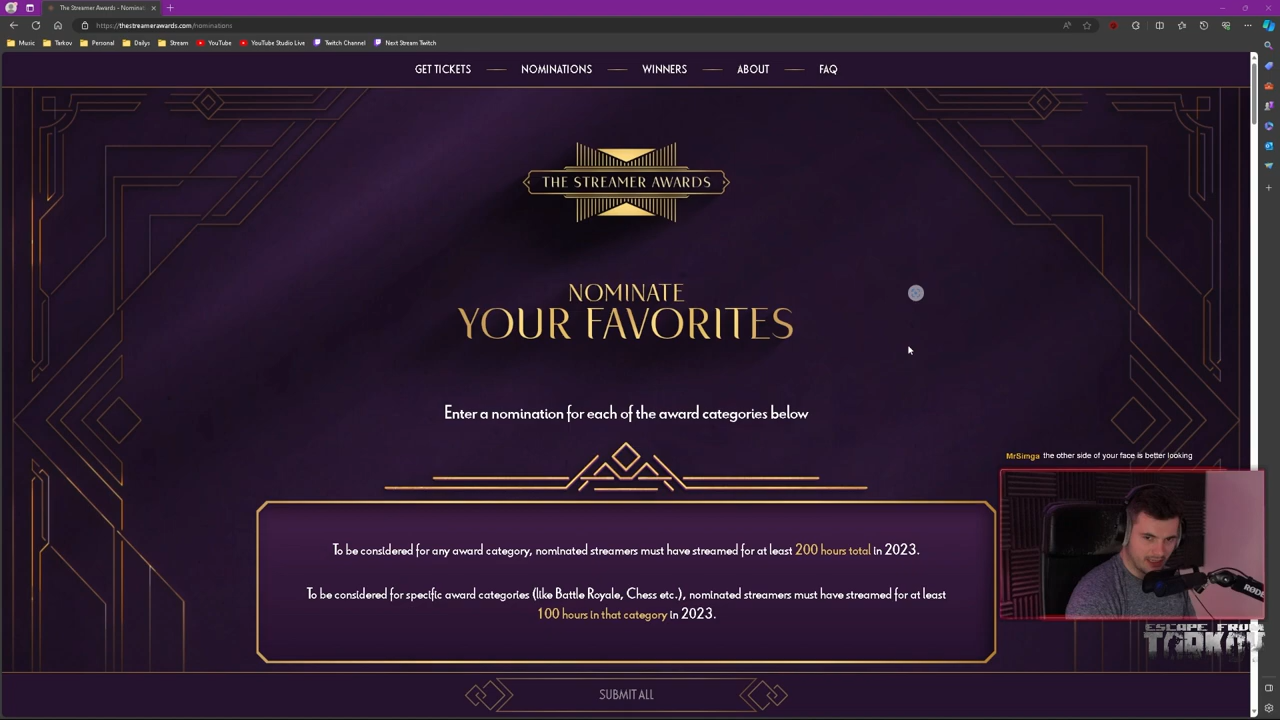 The Streamer Awards - Nominat
https://thestreamerawards.com/nominations
Music
Tarkov
Personal
Dailys
Stream
YouTube
YouTube Studio Live
Twitch Channel
Next Stream Twitch
GET TICKETS
NOMINATIONS
WINNERS
ABOUT
FAQ
THE STREAMER AWARDS
NOMINATE
YOUR FAVORITES
Enter a nomination for each of the award categories below
MrSimga the other side of your face is better looking
To be considered for any award category, nominated streamers must have streamed for at least 200 hours total in 2023.
To be considered for specific award categories (like Battle Royale, Chess etc.), nominated streamers must have streamed for at least
100 hours in that category in 2023.
RODE
ESCAPE FROM
TARKOV
SUBMIT ALL